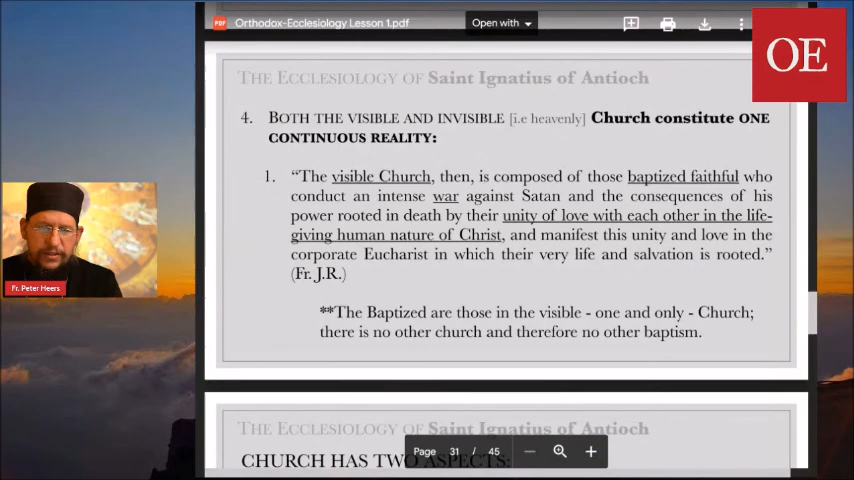 Orthodox-Ecclesiology Lesson 1.pdf
Open with
OE
THE ECCLESIOLOGY OF Saint Ignatius of Antioch
4. BOTH THE VISIBLE AND INVISIBLE [i.e heavenly] Church constitute ONE
CONTINUOUS REALITY:
1. “The visible Church, then, is composed of those baptized faithful who
conduct an intense war against Satan and the consequences of his
power rooted in death by their unity of love with each other in the life-
giving human nature of Christ, and manifest this unity and love in the
corporate Eucharist in which their very life and salvation is rooted.”
(Fr. J.R.)
**The Baptized are those in the visible - one and only - Church;
there is no other church and therefore no other baptism.
Fr. Peter Heers
THE ECCLESIOLOGY OF Saint Ignatius of Antioch
CHURCH HAS TWO ASPECTS:
Page 31 / 45
PDF